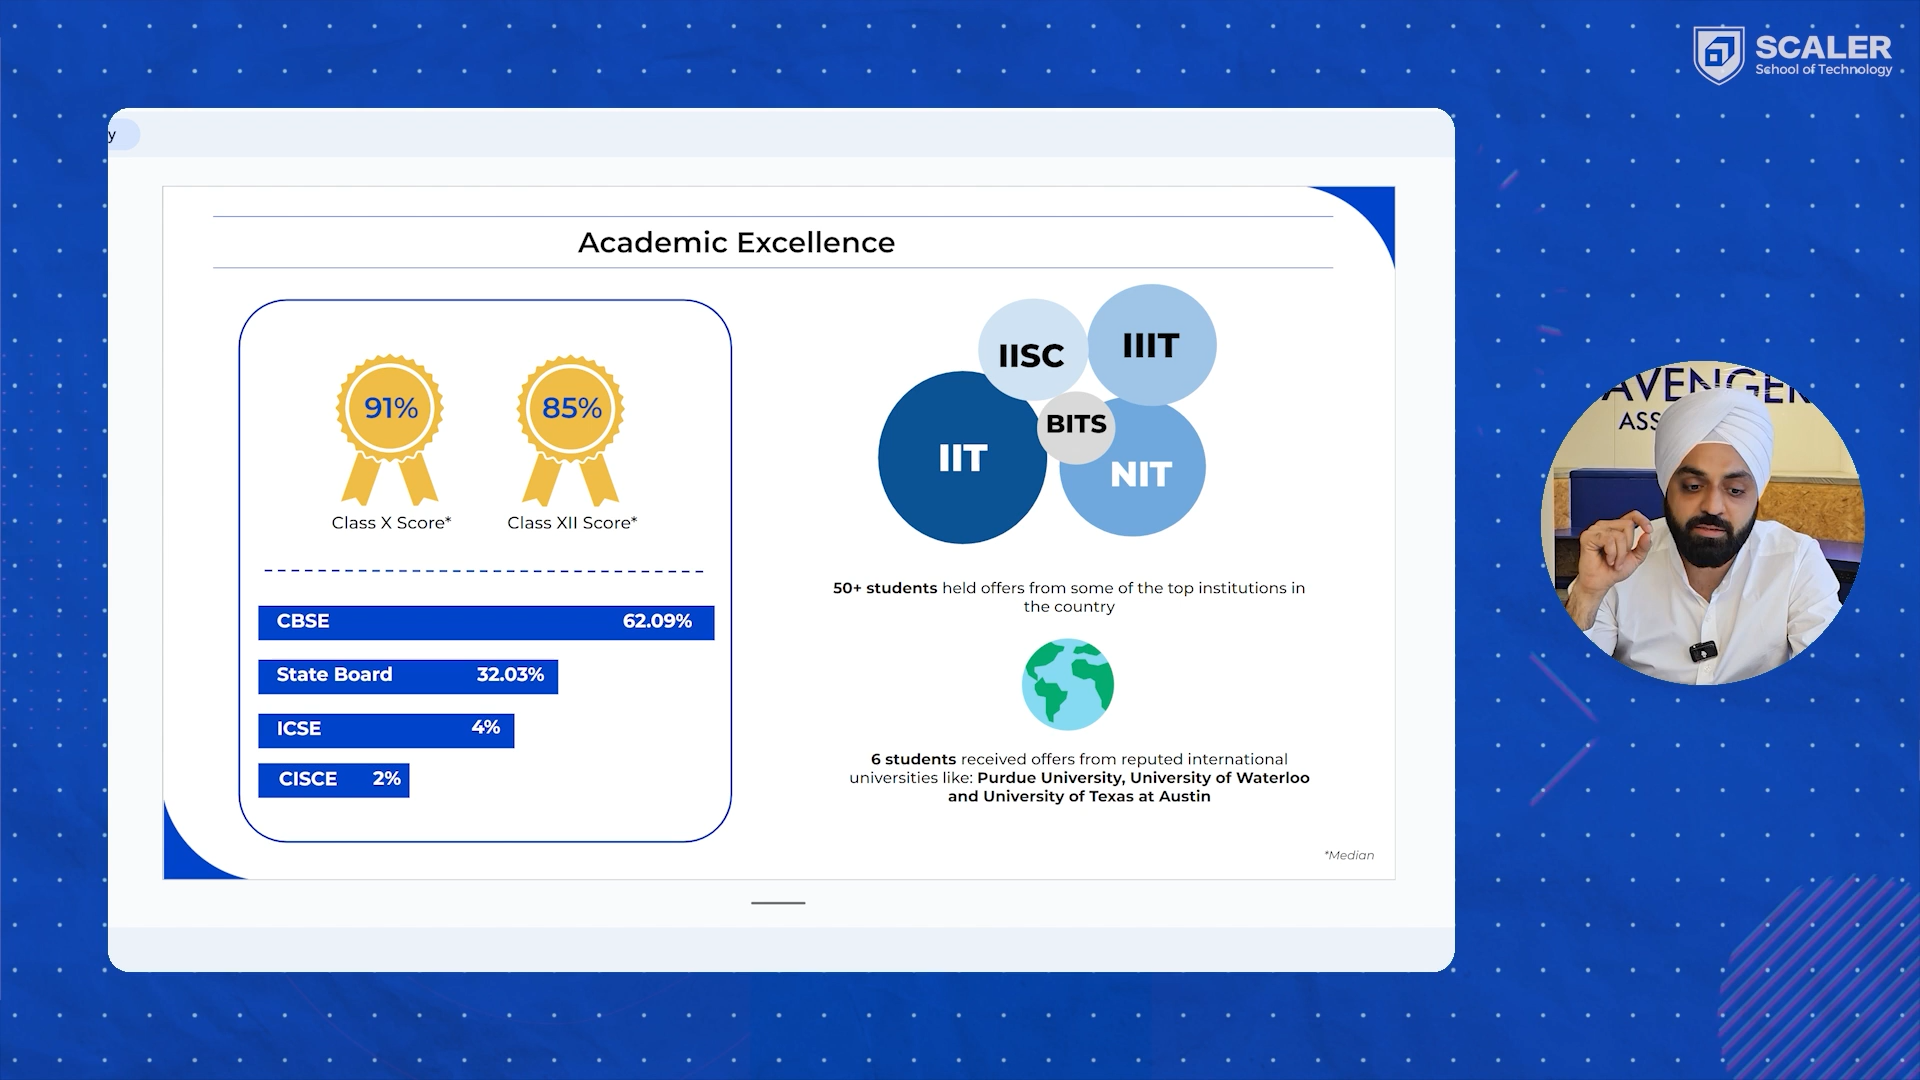 SCALER
School of Technology
y
Academic Excellence
91%
85%
Class X Score*
Class XII Score*
CBSE 62.09%
State Board 32.03%
ICSE 4%
CISCE 2%
IISC
IIIT
BITS
IIT
NIT
50+ students held offers from some of the top institutions in
the country
6 students received offers from reputed international
universities like: Purdue University, University of Waterloo
and University of Texas at Austin
*Median
AVENGER
ASS